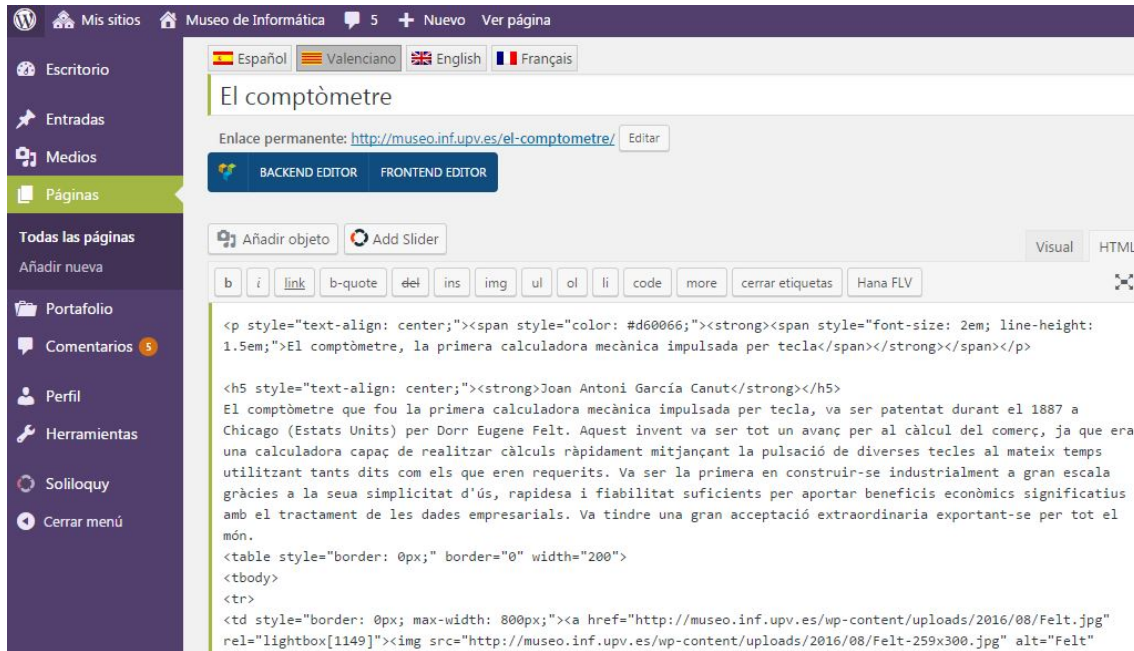 Mis sitios Museo de Informática 5 + Nuevo Ver página
Escritorio
Entradas
Medios
Páginas
Todas las páginas
Añadir nueva
Portafolio
Comentarios 5
Perfil
Herramientas
Soliloquy
Cerrar menú
Español Valenciano English Français
El comptòmetre
Enlace permanente: http://museo.inf.upv.es/el-comptometre/ Editar
BACKEND EDITOR FRONTEND EDITOR
Añadir objeto Add Slider
Visual HTML
b i link b-quote del ins img ul ol li code more cerrar etiquetas Hana FLV
<p style="text-align: center;"><span style="color: #d60066;"><strong><span style="font-size: 2em; line-height:
1.5em;">El comptòmetre, la primera calculadora mecànica impulsada per tecla</span></strong></span></p>
<h5 style="text-align: center;"><strong>Joan Antoni García Canut</strong></h5>
El comptòmetre que fou la primera calculadora mecànica impulsada per tecla, va ser patentat durant el 1887 a
Chicago (Estats Units) per Dorr Eugene Felt. Aquest invent va ser tot un avanç per al càlcul del comerç, ja que era
una calculadora capaç de realitzar càlculs ràpidament mitjançant la pulsació de diverses tecles al mateix temps
utilitzant tants dits com els que eren requerits. Va ser la primera en construir-se industrialment a gran escala
gràcies a la seua simplicitat d'ús, rapidesa i fiabilitat suficients per aportar beneficis econòmics significatius
amb el tractament de les dades empresarials. Va tindre una gran acceptació extraordinaria exportant-se per tot el
món.
<table style="border: 0px;" border="0" width="200">
<tbody>
<tr>
<td style="border: 0px; max-width: 800px;"><a href="http://museo.inf.upv.es/wp-content/uploads/2016/08/Felt.jpg"
rel="lightbox[1149]"><img src="http://museo.inf.upv.es/wp-content/uploads/2016/08/Felt-259x300.jpg" alt="Felt"